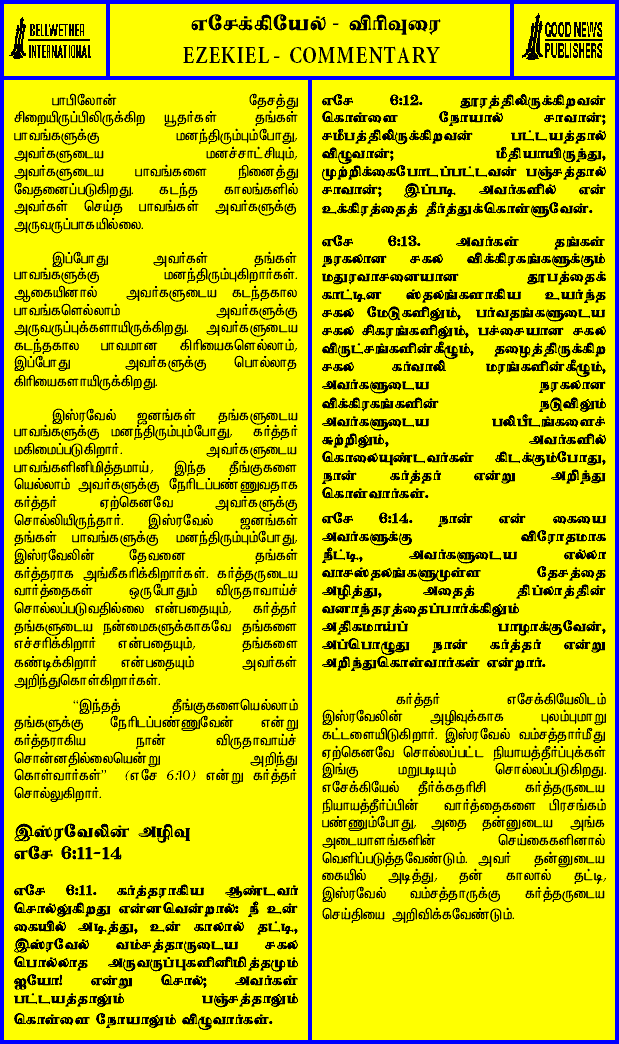 BELLWETHER
INTERNATIONAL
எசேக்கியேல் - விரிவுரை
EZEKIEL - COMMENTARY
GOOD NEWS
PUBLISHERS
பாபிலோன் தேசத்து
சிறையிருப்பிலிருக்கிற யூதர்கள் தங்கள்
பாவங்களுக்கு மனந்திரும்பும்போது,
அவர்களுடைய மனச்சாட்சியும்,
அவர்களுடைய பாவங்களை நினைத்து
வேதனைப்படுகிறது. கடந்த காலங்களில்
அவர்கள் செய்த பாவங்கள் அவர்களுக்கு
அருவருப்பாகயில்லை.
இப்போது அவர்கள் தங்கள்
பாவங்களுக்கு மனந்திரும்புகிறார்கள்.
ஆகையினால் அவர்களுடைய கடந்தகால
பாவங்களெல்லாம் அவர்களுக்கு
அருவருப்புக்களாயிருக்கிறது. அவர்களுடைய
கடந்தகால பாவமான கிரியைகளெல்லாம்,
இப்போது அவர்களுக்கு பொல்லாத
கிரியைகளாயிருக்கிறது.
இஸ்ரவேல் ஜனங்கள் தங்களுடைய
பாவங்களுக்கு மனந்திரும்பும்போது, கர்த்தர்
மகிமைப்படுகிறார். அவர்களுடைய
பாவங்களினிமித்தமாய், இந்த தீங்குகளை
யெல்லாம் அவர்களுக்கு நேரிடப்பண்ணுவதாக
கர்த்தர் ஏற்கெனவே அவர்களுக்கு
சொல்லியிருந்தார். இஸ்ரவேல் ஜனங்கள்
தங்கள் பாவங்களுக்கு மனந்திரும்பும்போது,
இஸ்ரவேலின் தேவனை தங்கள்
கர்த்தராக அங்கீகரிக்கிறார்கள். கர்த்தருடைய
வார்த்தைகள் ஒருபோதும் விருதாவாய்ச்
சொல்லப்படுவதில்லை என்பதையும், கர்த்தர்
தங்களுடைய நன்மைகளுக்காகவே தங்களை
எச்சரிக்கிறார் என்பதையும், தங்களை
கண்டிக்கிறார் என்பதையும் அவர்கள்
அறிந்துகொள்கிறார்கள்.
“இந்தத் தீங்குகளையெல்லாம்
தங்களுக்கு நேரிடப்பண்ணுவேன் என்று
கர்த்தராகிய நான் விருதாவாய்ச்
சொன்னதில்லையென்று அறிந்து
கொள்வார்கள்” (எசே 6:10) என்று கர்த்தர்
சொல்லுகிறார்.
இஸ்ரவேலின் அழிவு
எசே 6:11-14
எசே 6:11. கர்த்தராகிய ஆண்டவர்
சொல்லுகிறது என்னவென்றால்: நீ உன்
கையில் அடித்து, உன் காலால் தட்டி,
இஸ்ரவேல் வம்சத்தாருடைய சகல
பொல்லாத அருவருப்புகளினிமித்தமும்
ஐயோ! என்று சொல்; அவர்கள்
பட்டயத்தாலும் பஞ்சத்தாலும்
கொள்ளை நோயாலும் விழுவார்கள்.
எசே 6:12. தூரத்திலிருக்கிறவன்
கொள்ளை நோயால் சாவான்;
சமீபத்திலிருக்கிறவன் பட்டயத்தால்
விழுவான்; மீதியாயிருந்து,
முற்றிக்கைபோடப்பட்டவன் பஞ்சத்தால்
சாவான்; இப்படி அவர்களில் என்
உக்கிரத்தைத் தீர்த்துக்கொள்ளுவேன்.
எசே 6:13. அவர்கள் தங்கள்
நரகலான சகல விக்கிரகங்களுக்கும்
மதுரவாசனையான தூபத்தைக்
காட்டின ஸ்தலங்களாகிய உயர்ந்த
சகல மேடுகளிலும், பர்வதங்களுடைய
சகல சிகரங்களிலும், பச்சையான சகல
விருட்சங்களின்கீழும், தழைத்திருக்கிற
சகல கர்வாலி மரங்களின்கீழும்,
அவர்களுடைய நரகலான
விக்கிரகங்களின் நடுவிலும்
அவர்களுடைய பலிபீடங்களைச்
சுற்றிலும், அவர்களில்
கொலையுண்டவர்கள் கிடக்கும்போது,
நான் கர்த்தர் என்று அறிந்து
கொள்வார்கள்.
எசே 6:14. நான் என் கையை
அவர்களுக்கு விரோதமாக
நீட்டி, அவர்களுடைய எல்லா
வாசஸ்தலங்களுமுள்ள தேசத்தை
அழித்து, அதைத் திப்லாத்தின்
வனாந்தரத்தைப்பார்க்கிலும்
அதிகமாய்ப் பாழாக்குவேன்,
அப்பொழுது நான் கர்த்தர் என்று
அறிந்துகொள்வார்கள் என்றார்.
கர்த்தர் எசேக்கியேலிடம்
இஸ்ரவேலின் அழிவுக்காக புலம்புமாறு
கட்டளையிடுகிறார். இஸ்ரவேல் வம்சத்தார்மீது
ஏற்கெனவே சொல்லப்பட்ட நியாயத்தீர்ப்புக்கள்
இங்கு மறுபடியும் சொல்லப்படுகிறது.
எசேக்கியேல் தீர்க்கதரிசி கர்த்தருடைய
நியாயத்தீர்ப்பின் வார்த்தைகளை பிரசங்கம்
பண்ணும்போது, அதை தன்னுடைய அங்க
அடையாளங்களின் செய்கைகளினால்
வெளிப்படுத்தவேண்டும். அவர் தன்னுடைய
கையில் அடித்து, தன் காலால் தட்டி,
இஸ்ரவேல் வம்சத்தாருக்கு கர்த்தருடைய
செய்தியை அறிவிக்கவேண்டும்.